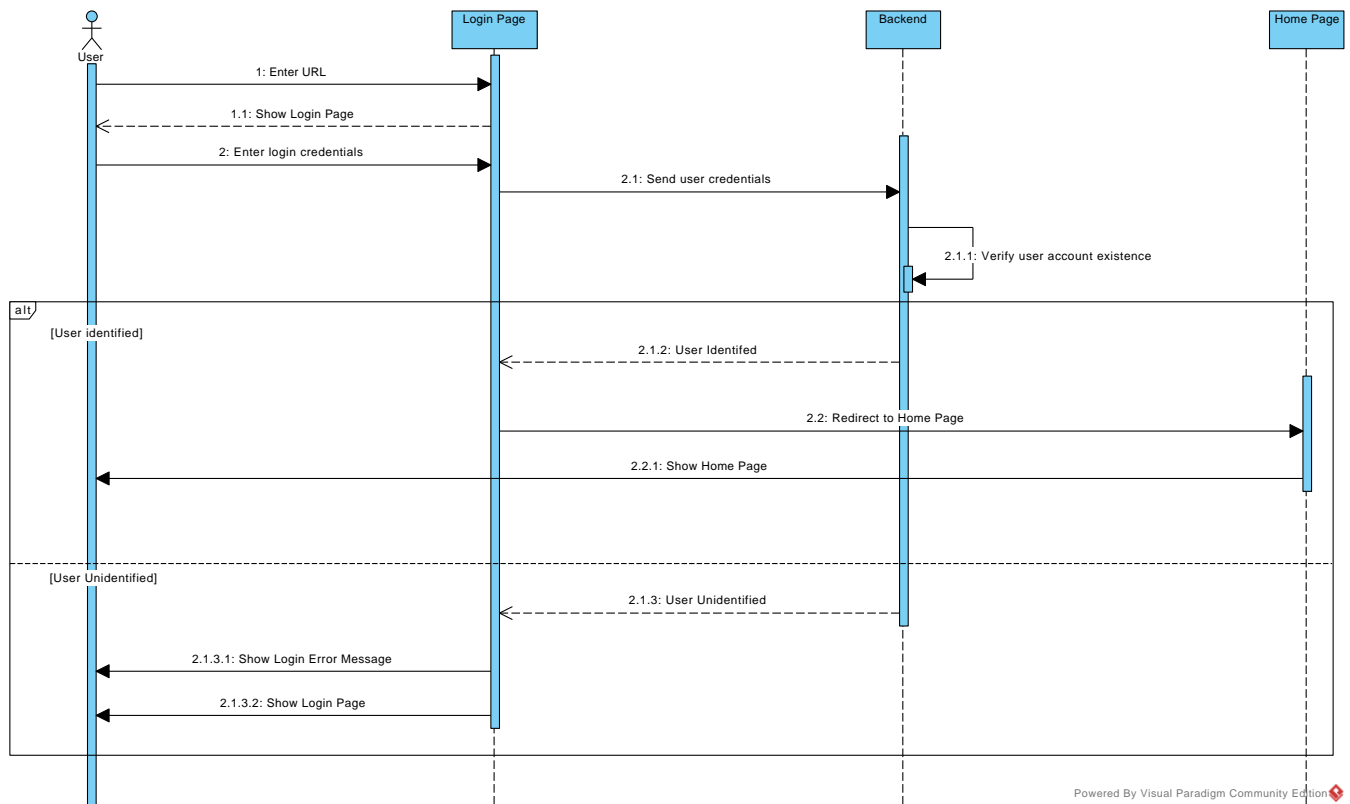 Login Page
Backend
Home Page
User
1: Enter URL
1.1: Show Login Page
2: Enter login credentials
2.1: Send user credentials
2.1.1: Verify user account existence
alt
[User identified]
2.1.2: User Identifed
2.2: Redirect to Home Page
2.2.1: Show Home Page
[User Unidentified]
2.1.3: User Unidentified
2.1.3.1: Show Login Error Message
2.1.3.2: Show Login Page
Powered By Visual Paradigm Community Edition